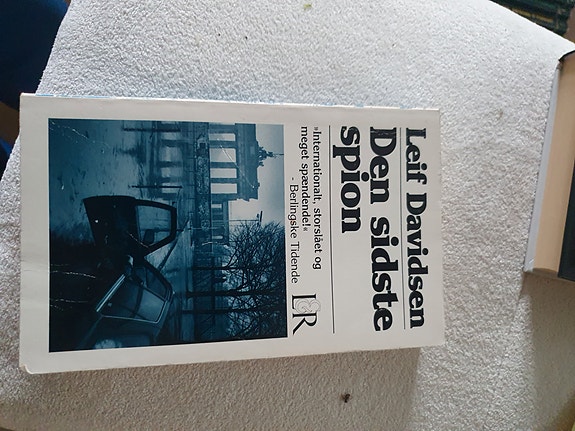 Leif Davidsen
Den sidste
spion
»Internationalt, storslået og
meget spændende!«
- Berlingske Tidende
L&R